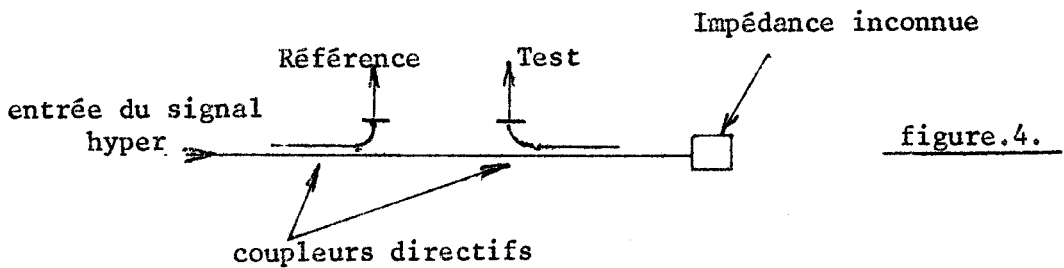 Impédance inconnue
Référence
Test
entrée du signal
hyper
figure.4.
coupleurs directifs